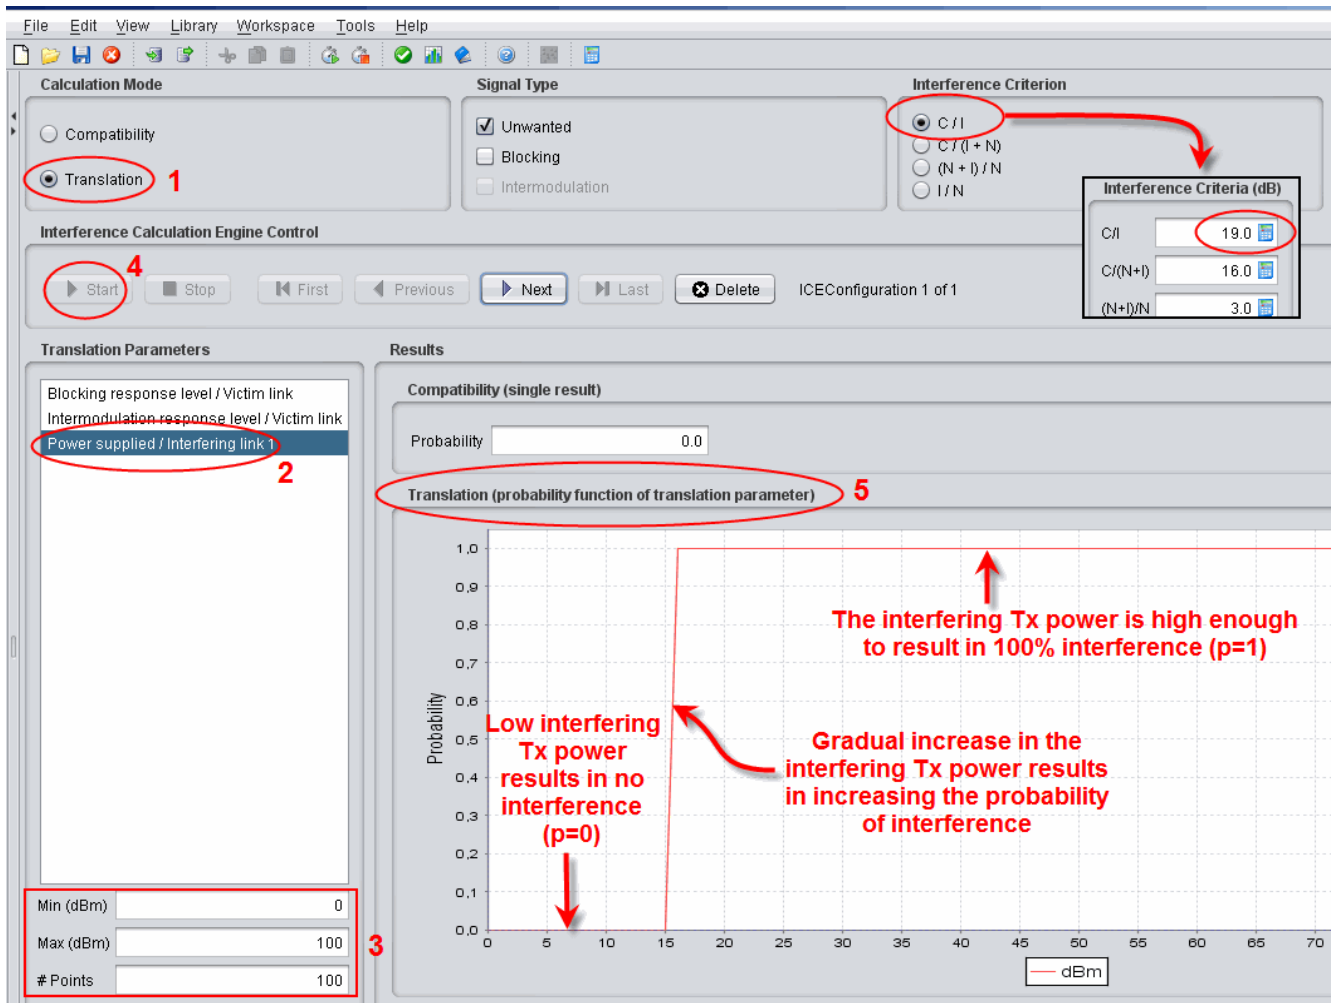 File Edit View Library Workspace Tools Help
Calculation Mode
Compatibility
Translation
1
Signal Type
Unwanted
Blocking
Intermodulation
Interference Criterion
C / I
C / (I + N)
(N + I) / N
I / N
Interference Criteria (dB)
C/I 19.0
C/(N+I) 16.0
(N+I)/N 3.0
Interference Calculation Engine Control
4
Start Stop First Previous Next Last Delete ICEConfiguration 1 of 1
Translation Parameters
Blocking response level / Victim link
Intermodulation response level / Victim link
Power supplied / Interfering link 1
2
Min (dBm) 0
Max (dBm) 100
# Points 100
3
Results
Compatibility (single result)
Probability 0.0
Translation (probability function of translation parameter)
5
1,0
0,9
0,8
0,7
0,6
0,5
0,4
0,3
0,2
0,1
0,0
Probability
The interfering Tx power is high enough
to result in 100% interference (p=1)
Low interfering
Tx power
results in no
interference
(p=0)
Gradual increase in the
interfering Tx power results
in increasing the probability
of interference
0 5 10 15 20 25 30 35 40 45 50 55 60 65 70
dBm